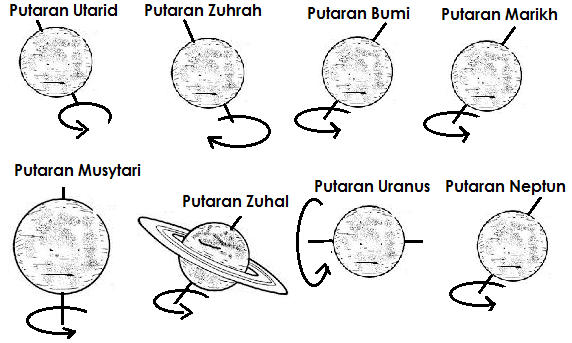 Putaran Utarid
Putaran Zuhrah
Putaran Bumi
Putaran Marikh
Putaran Musytari
Putaran Zuhal
Putaran Uranus
Putaran Neptun